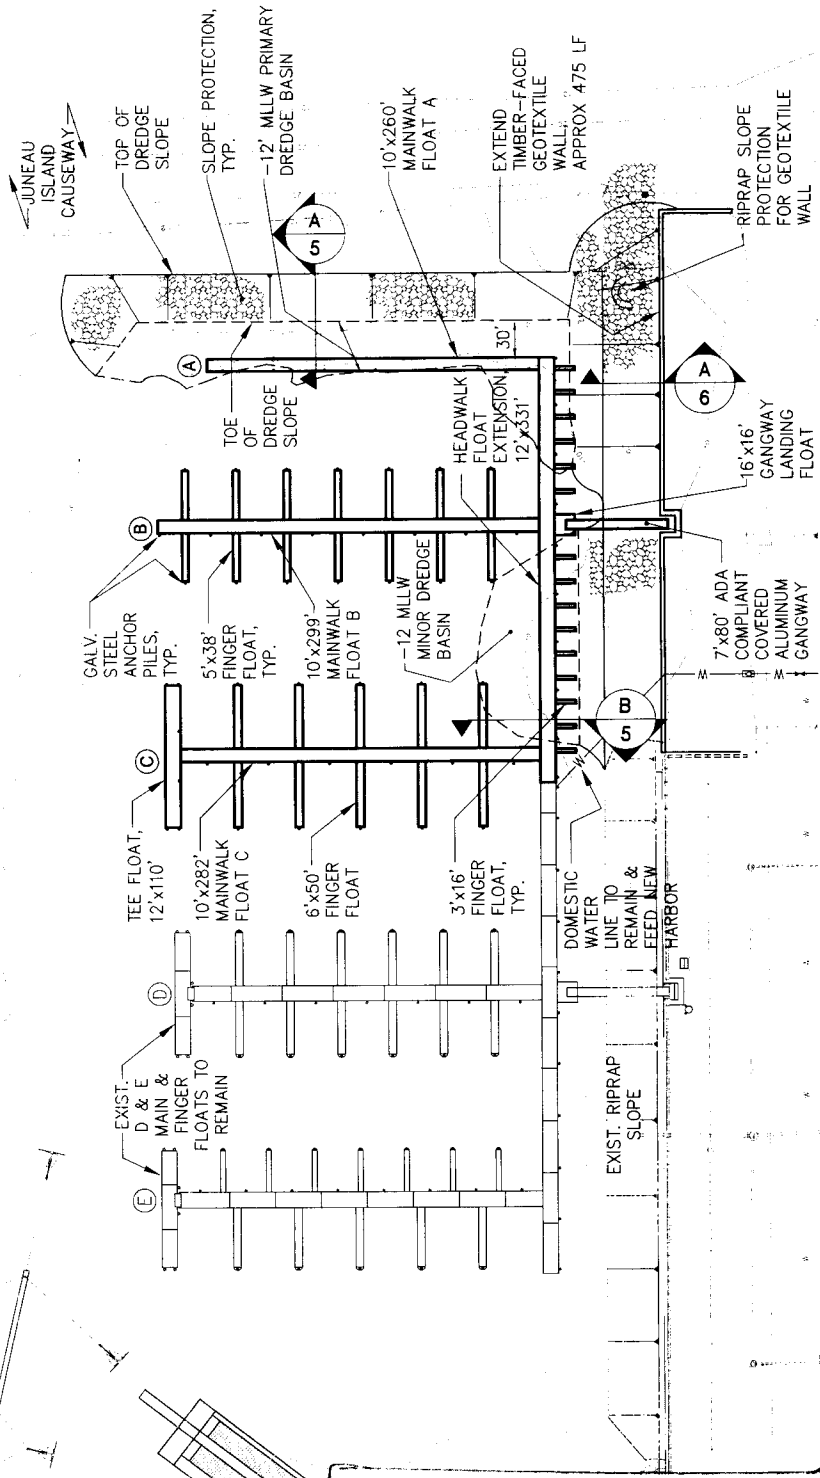 JUNEAU
ISLAND
CAUSEWAY
TOP OF
DREDGE
SLOPE
SLOPE PROTECTION,
TYP.
-12' MLLW PRIMARY
DREDGE BASIN
A
5
10'x260'
MAINWALK
FLOAT A
EXTEND
TIMBER-FACED
GEOTEXTILE
WALL,
APPROX 475 LF
RIPRAP SLOPE
PROTECTION
FOR GEOTEXTILE
WALL
A
TOE
OF
DREDGE
SLOPE
30'
HEADWALK
FLOAT
EXTENSION
12'x331'
A
6
16'x16'
GANGWAY
LANDING
FLOAT
B
GALV.
STEEL
ANCHOR
PILES,
TYP.
5'x38'
FINGER
FLOAT,
TYP.
10'x299'
MAINWALK
FLOAT B
-12 MLLW
MINOR DREDGE
BASIN
7'x80' ADA
COMPLIANT
COVERED
ALUMINUM
GANGWAY
B
5
C
TEE FLOAT,
12'x110'
10'x282'
MAINWALK
FLOAT C
6'x50'
FINGER
FLOAT
3'x16'
FINGER
FLOAT,
TYP.
W
W
W
DOMESTIC
WATER
LINE TO
REMAIN &
FEED NEW
HARBOR
D
EXIST.
D & E
MAIN &
FINGER
FLOATS TO
REMAIN
E
EXIST. RIPRAP
SLOPE